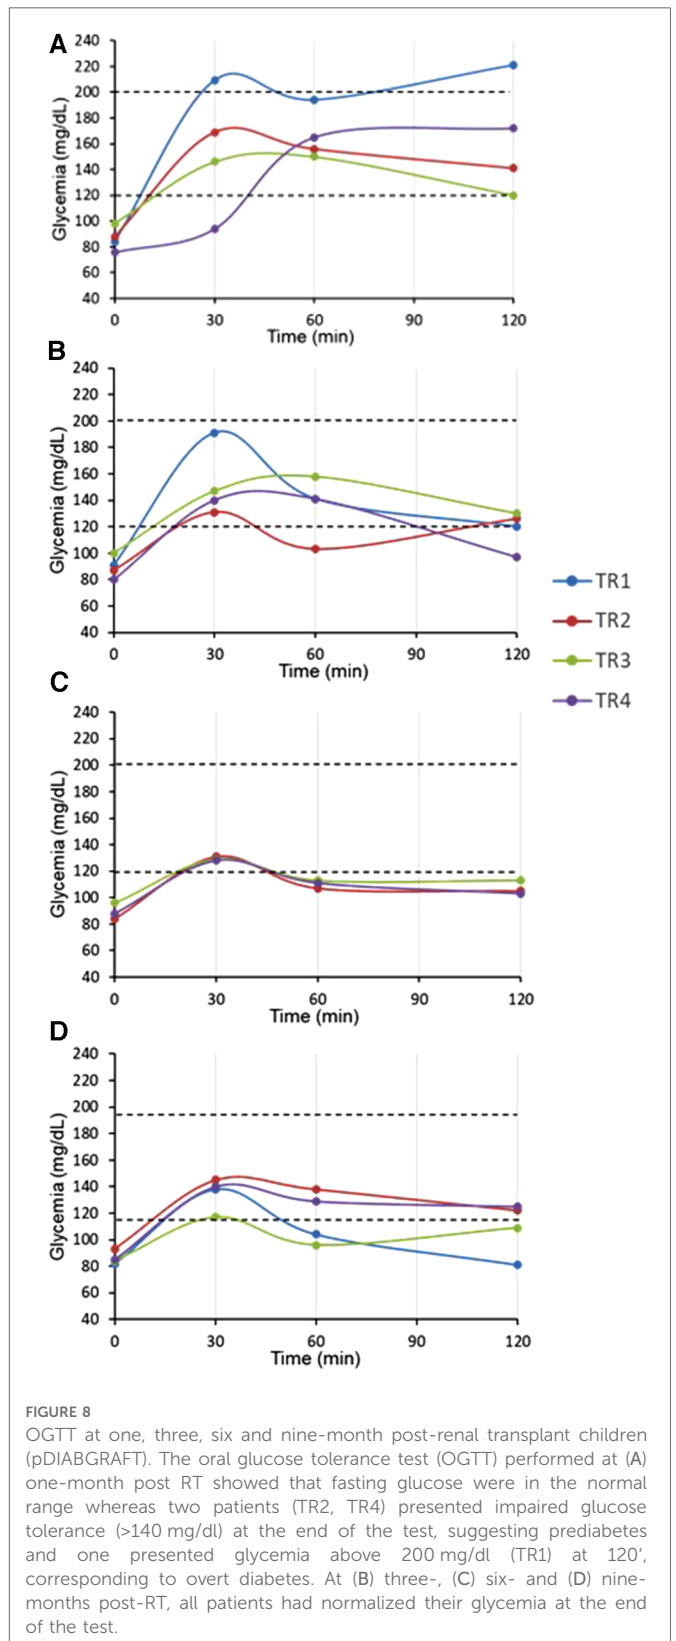 A
240
220
200
180
160
140
120
100
80
60
40
Glycemia (mg/dL)
0 30 60 90 120
Time (min)
B
240
220
200
180
160
140
120
100
80
60
40
Glycemia (mg/dL)
0 30 60 90 120
Time (min)
TR1
TR2
TR3
TR4
C
240
220
200
180
160
140
120
100
80
60
40
Glycemia (mg/dL)
0 30 60 90 120
Time (min)
D
240
220
200
180
160
140
120
100
80
60
40
Glycemia (mg/dL)
0 30 60 90 120
Time (min)
FIGURE 8
OGTT at one, three, six and nine-month post-renal transplant children
(pDIABGRAFT). The oral glucose tolerance test (OGTT) performed at (A)
one-month post RT showed that fasting glucose were in the normal
range whereas two patients (TR2, TR4) presented impaired glucose
tolerance (>140 mg/dl) at the end of the test, suggesting prediabetes
and one presented glycemia above 200 mg/dl (TR1) at 120',
corresponding to overt diabetes. At (B) three-, (C) six- and (D) nine-
months post-RT, all patients had normalized their glycemia at the end
of the test.